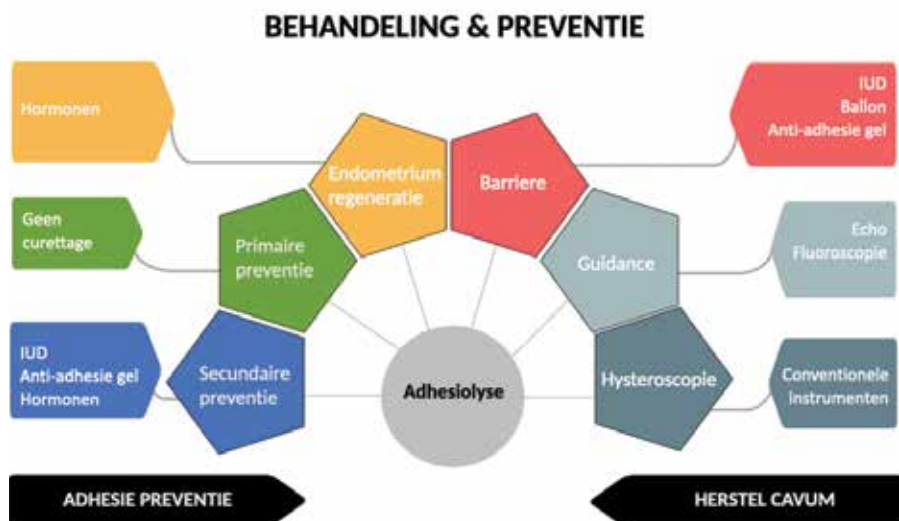 BEHANDELING & PREVENTIE
Hormonen
Geen
curettage
IUD
Anti-adhesie gel
Hormonen
Endometrium
regeneratie
Primaire
preventie
Secundaire
preventie
Adhesiolyse
Barriere
Guidance
Hysteroscopie
IUD
Ballon
Anti-adhesie gel
Echo
Fluoroscopie
Conventionele
instrumenten
ADHESIE PREVENTIE
HERSTEL CAVUM